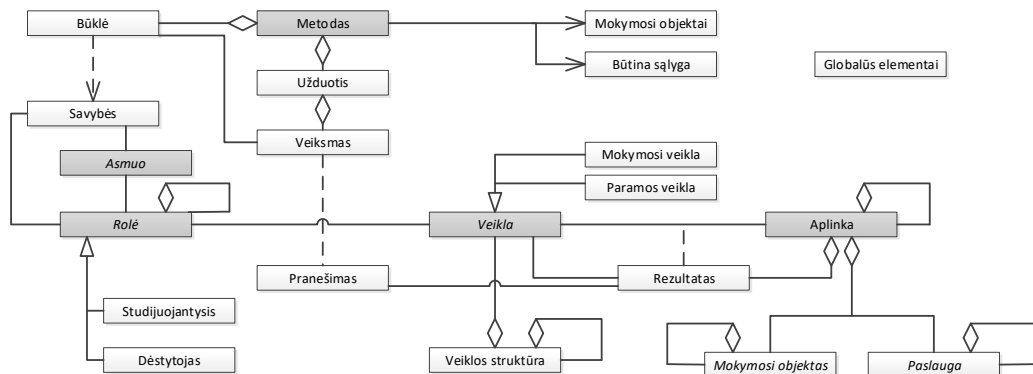 Būklė
Metodas
Mokymosi objektai
Užduotis
Būtina sąlyga
Globalūs elementai
Savybės
Veiksmas
Mokymosi veikla
Asmuo
Paramos veikla
Rolė
Veikla
Aplinka
Pranešimas
Rezultatas
Studijuojantysis
Dėstytojas
Veiklos struktūra
Mokymosi objektas
Paslauga